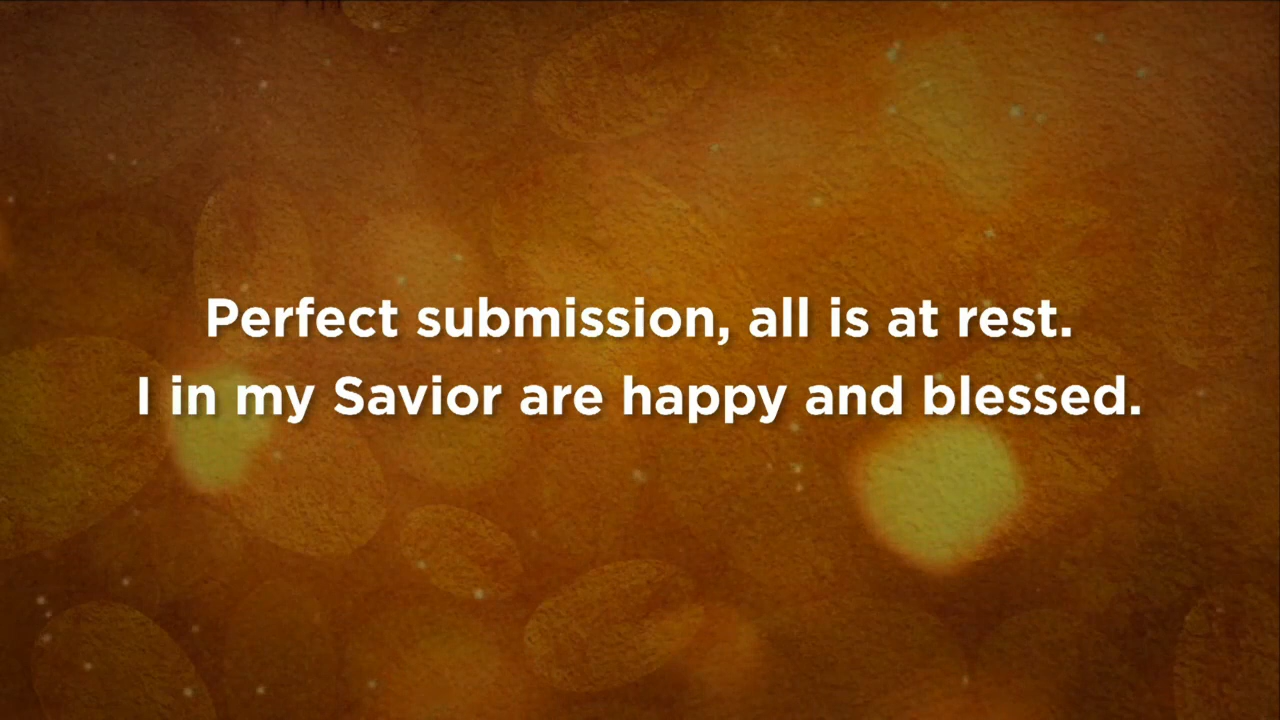 Perfect submission, all is at rest.
I in my Savior are happy and blessed.